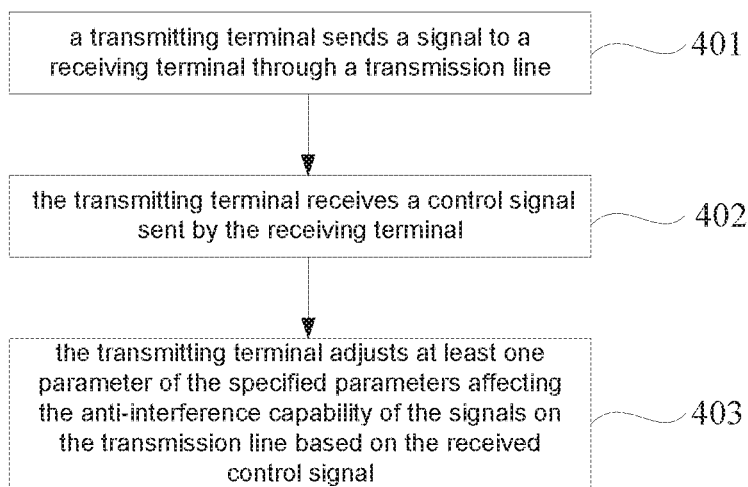 a transmitting terminal sends a signal to a
receiving terminal through a transmission line
401
the transmitting terminal receives a control signal
sent by the receiving terminal
402
the transmitting terminal adjusts at least one
parameter of the specified parameters affecting
the anti-interference capability of the signals on
the transmission line based on the received
control signal
403